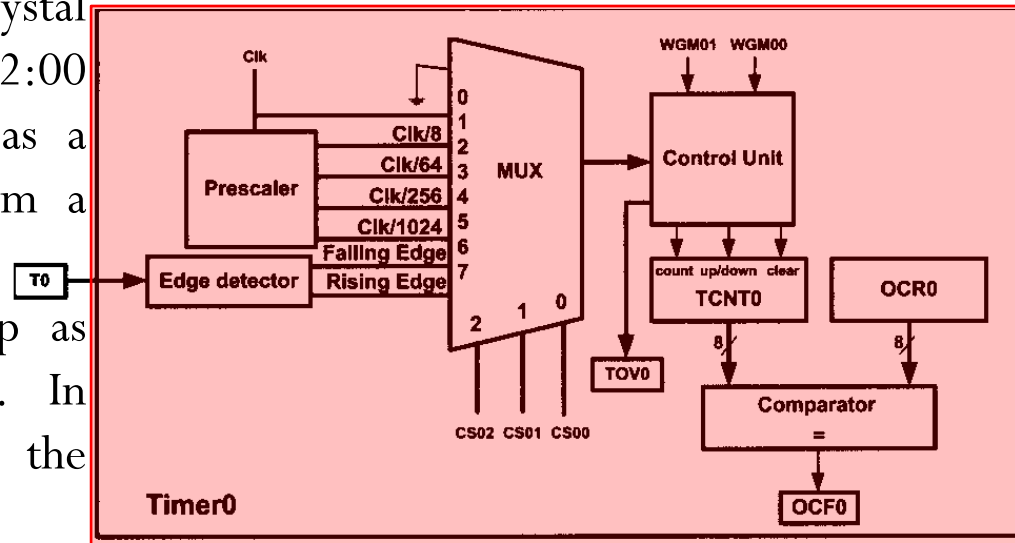 ystal
2:00
as a
m a
p as
. In
the
Clk
WGM01 WGM00
0
1
Clk/8
2
Clk/64
3
Clk/256
4
Clk/1024
5
6
Falling Edge
7
Rising Edge
Prescaler
MUX
Control Unit
T0
Edge detector
2 1 0
CS02 CS01 CS00
count up/down clear
TCNT0
OCR0
8
8
TOV0
Comparator
=
OCF0
Timer0